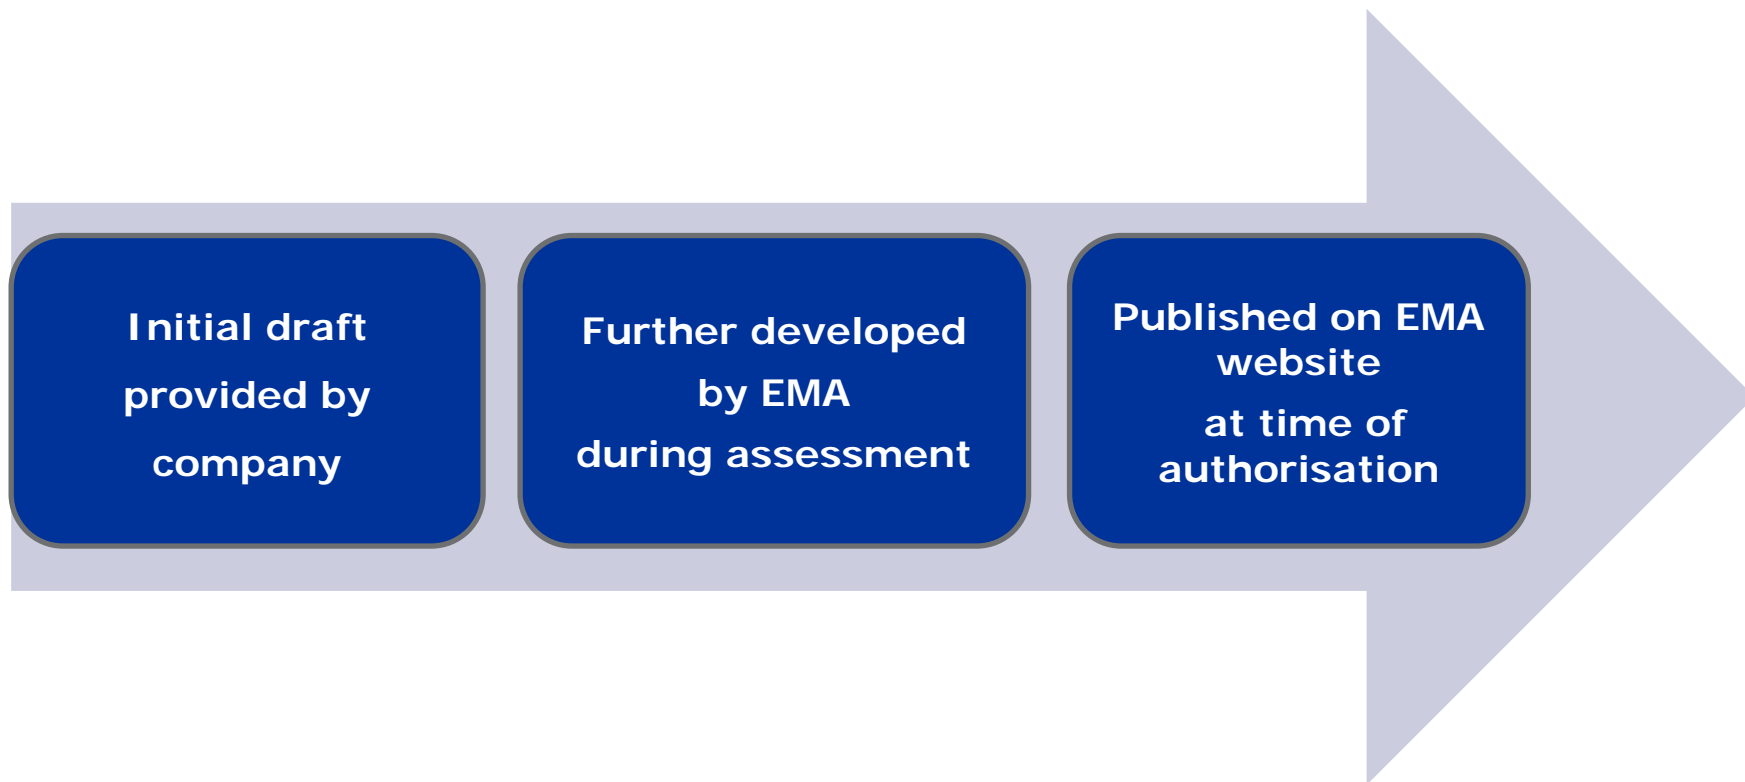 Initial draft
provided by
company
Further developed
by EMA
during assessment
Published on EMA
website
at time of
authorisation